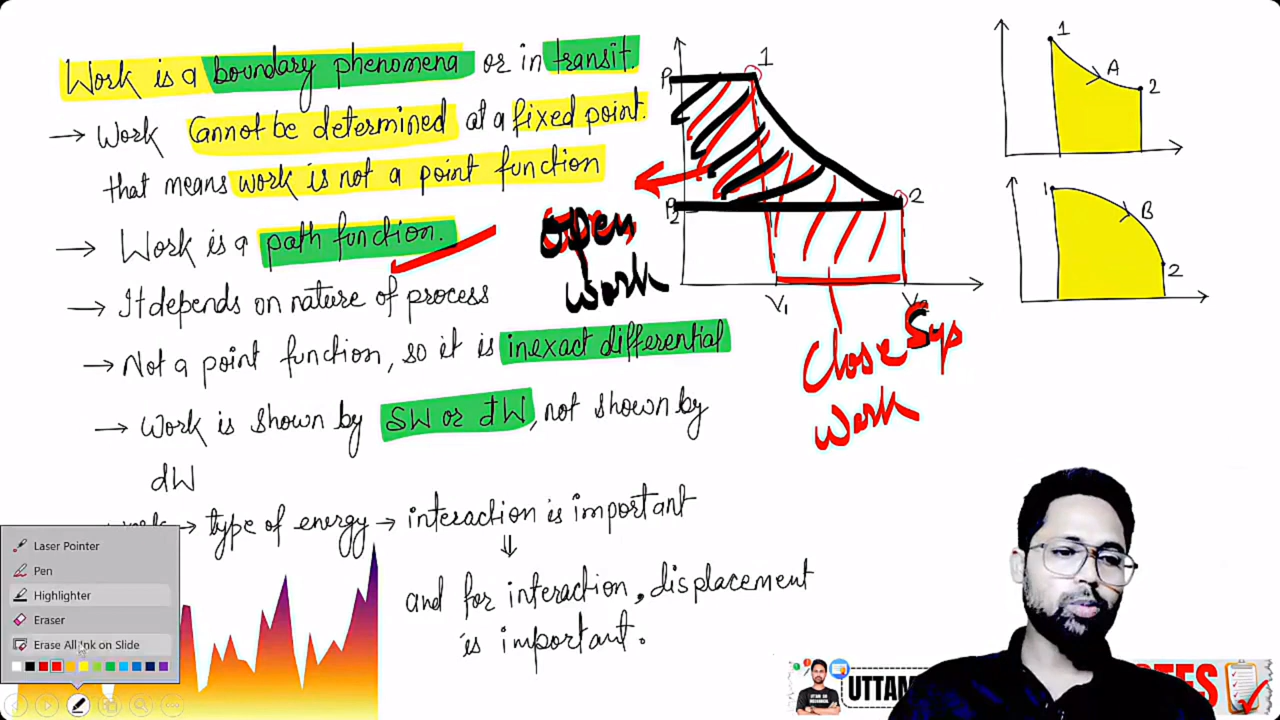 Work is a boundary phenomena or in transit.
→ Work Cannot be determined at a fixed point.
that means work is not a point function
→ Work is a path function.
→ It depends on nature of process
→ Not a point function, so it is inexact differential
→ Work is shown by δW or đW, not shown by
dW
→ type of energy → interaction is important
↓
and for interaction, displacement
is important.
P1
1
P2
2
V1
open
work
Close Sys
work
1
A
2
1
B
2
Laser Pointer
Pen
Highlighter
Eraser
Erase All Ink on Slide
UTTAM